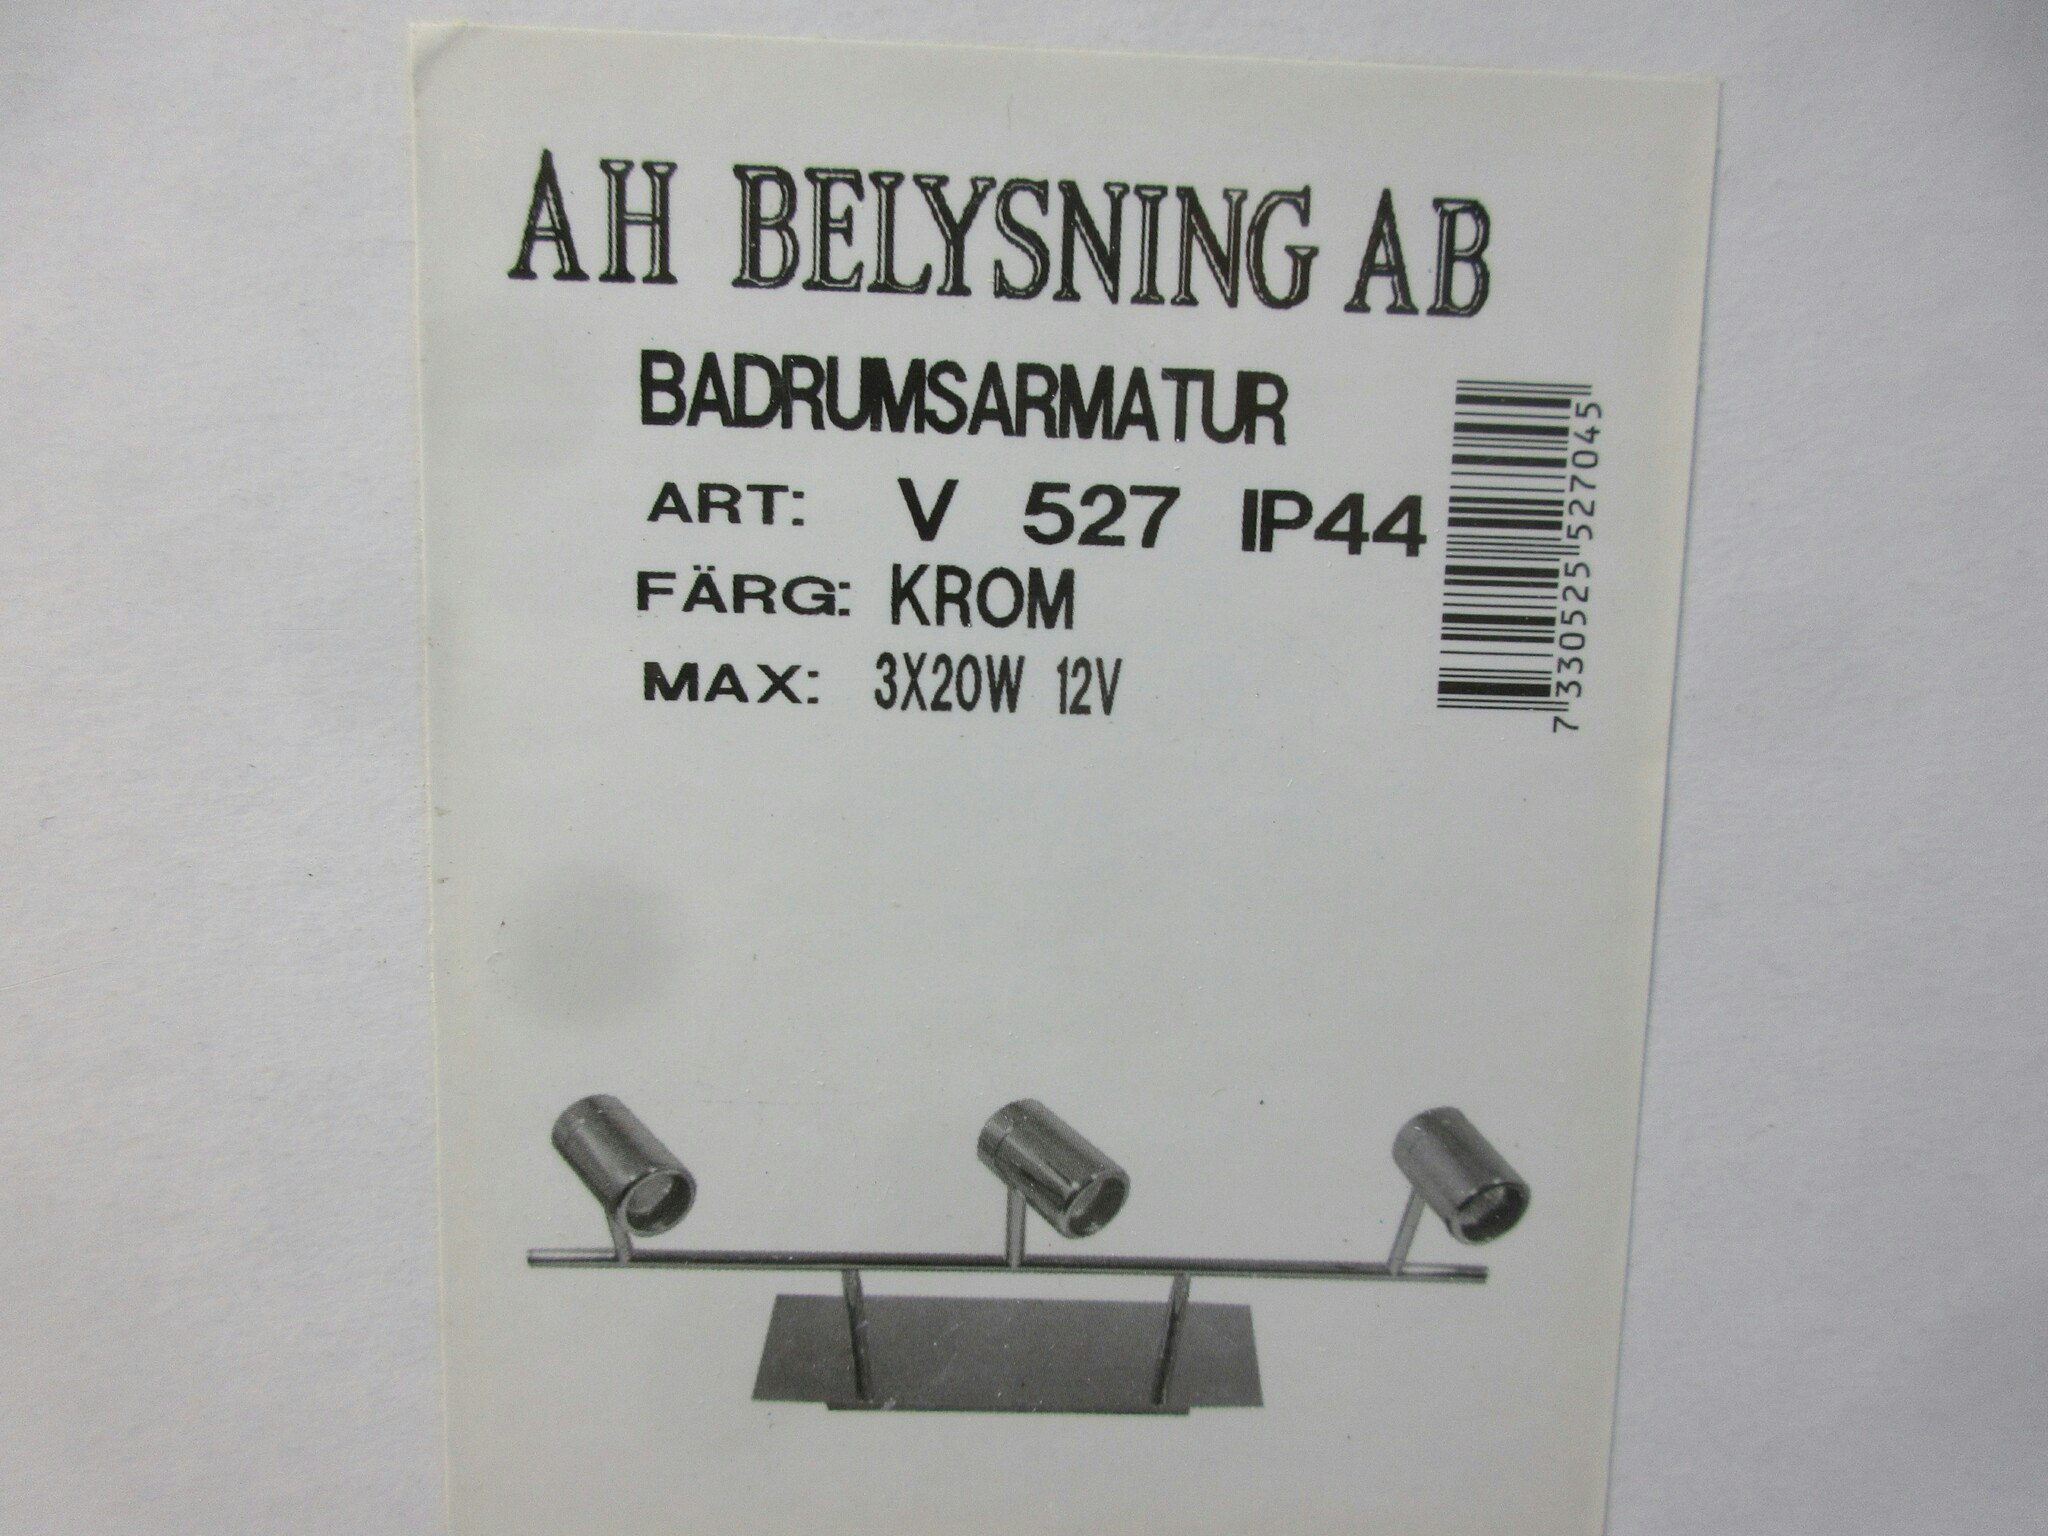 AH BELYSNING AB
BADRUMSARMATUR
ART: V 527 IP44
FÄRG: KROM
MAX: 3X20W 12V
7 330525 527045